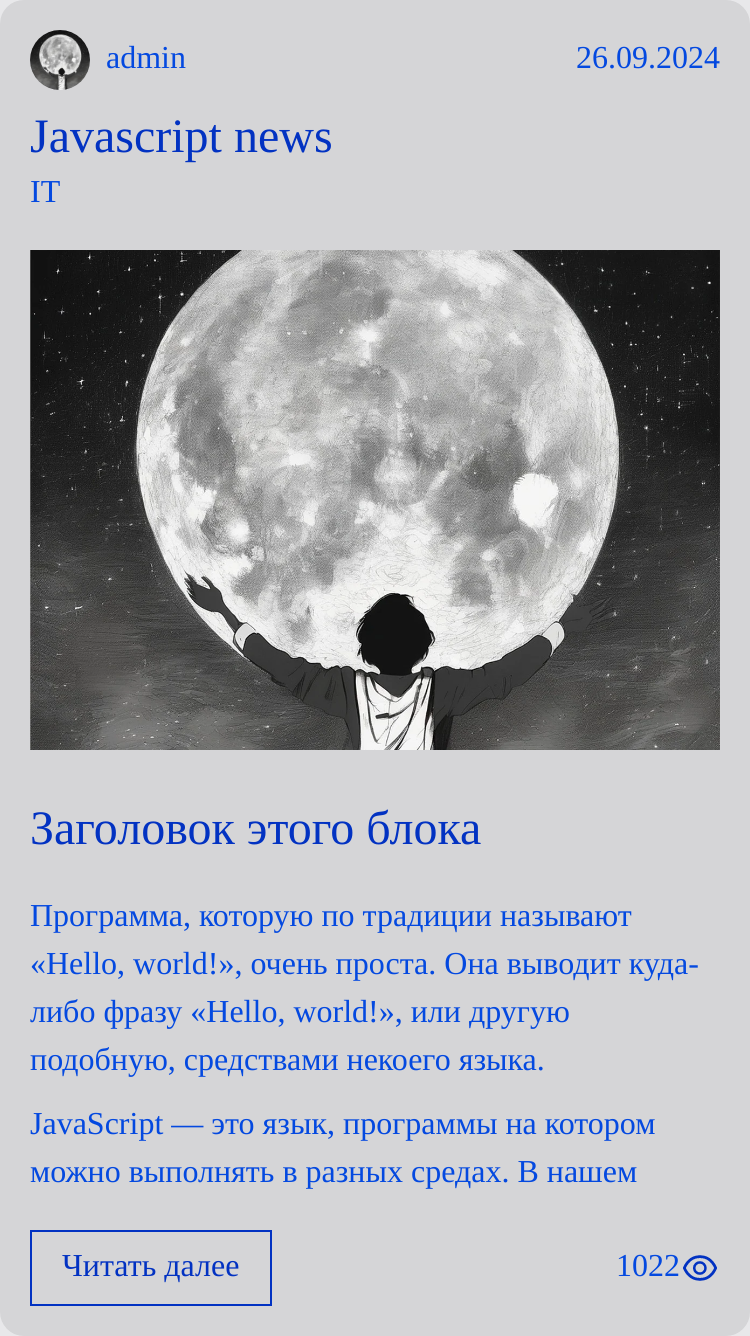 admin
26.09.2024
Javascript news
IT
Заголовок этого блока
Программа, которую по традиции называют
«Hello, world!», очень проста. Она выводит куда-
либо фразу «Hello, world!», или другую
подобную, средствами некоего языка.
JavaScript — это язык, программы на котором
можно выполнять в разных средах. В нашем
Читать далее
1022